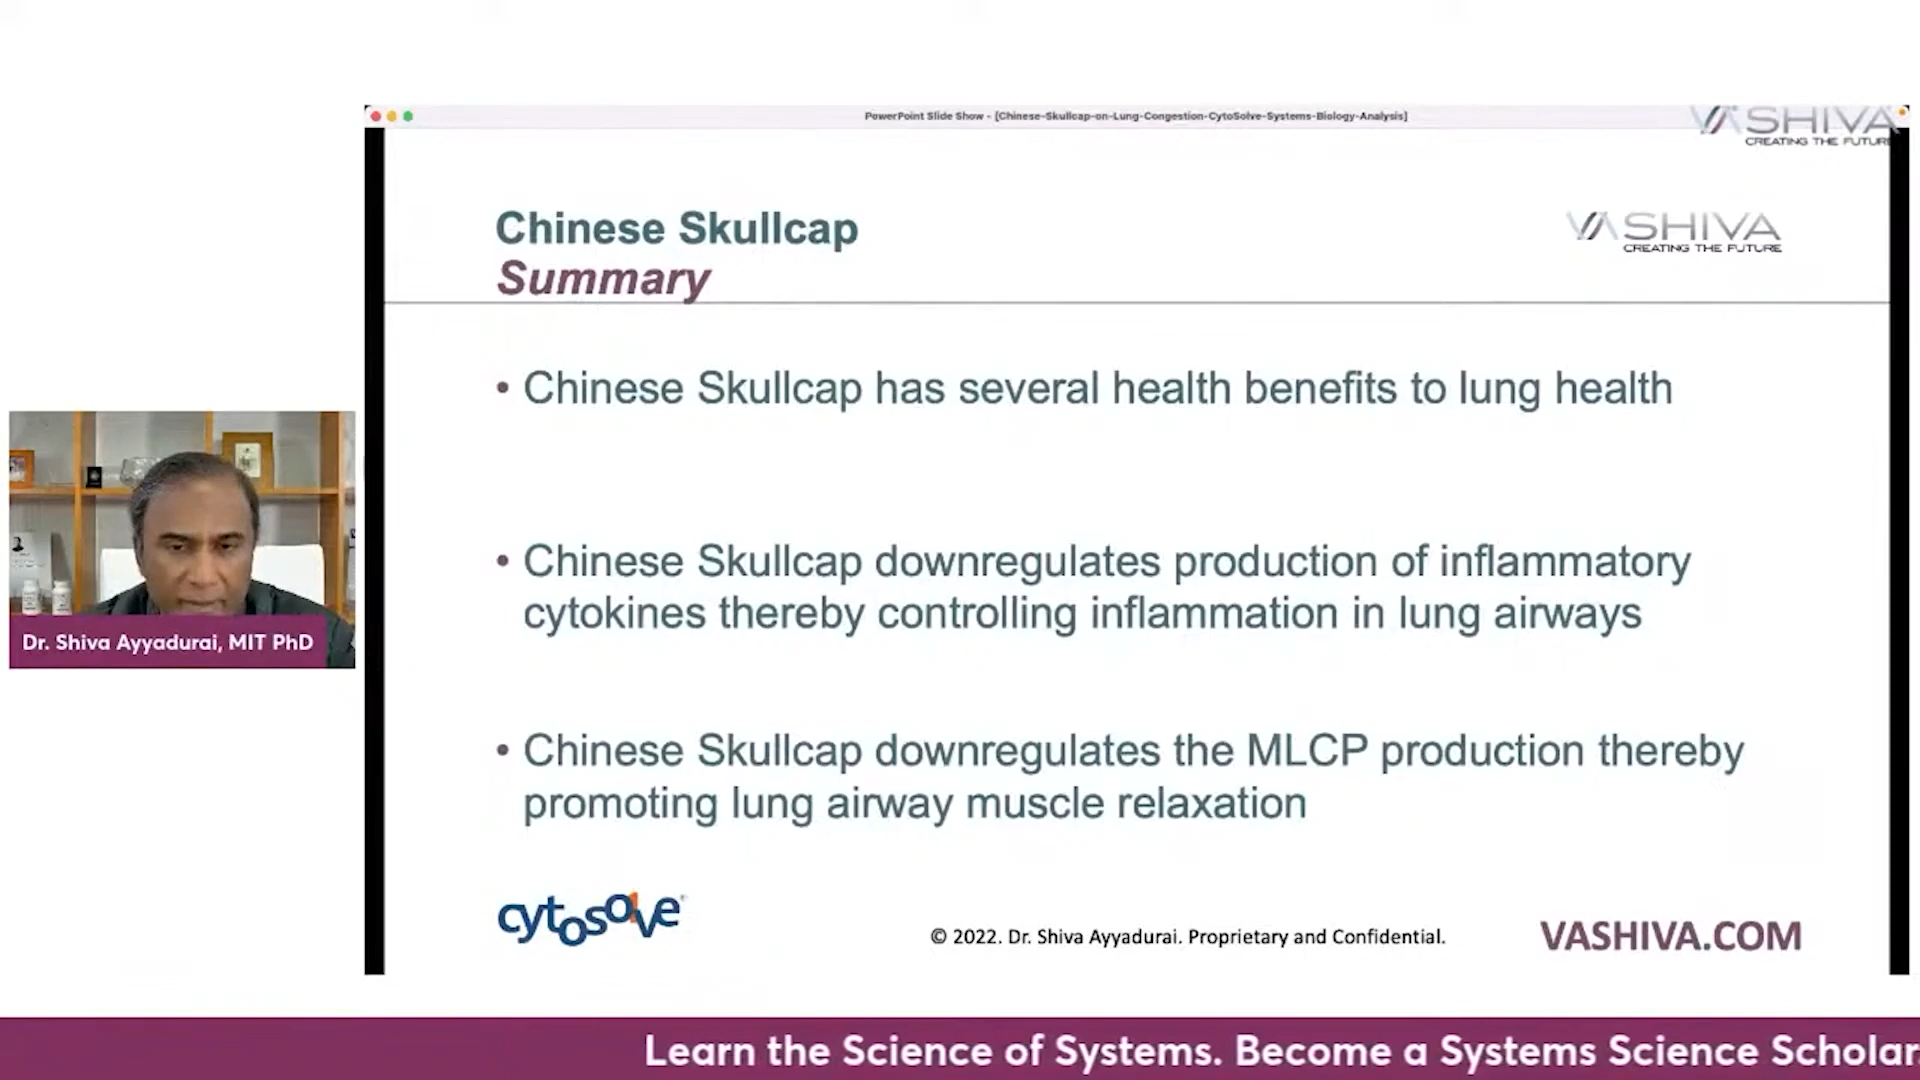 PowerPoint Slide Show - [Chinese-Skullcap-on-Lung-Congestion-CytoSolve-Systems-Biology-Analysis]
VA SHIVA
CREATING THE FUTURE
Chinese Skullcap
Summary
VA SHIVA
CREATING THE FUTURE
• Chinese Skullcap has several health benefits to lung health
• Chinese Skullcap downregulates production of inflammatory
cytokines thereby controlling inflammation in lung airways
• Chinese Skullcap downregulates the MLCP production thereby
promoting lung airway muscle relaxation
Dr. Shiva Ayyadurai, MIT PhD
cytosolve
© 2022. Dr. Shiva Ayyadurai. Proprietary and Confidential.
VASHIVA.COM
Learn the Science of Systems. Become a Systems Science Scholar.